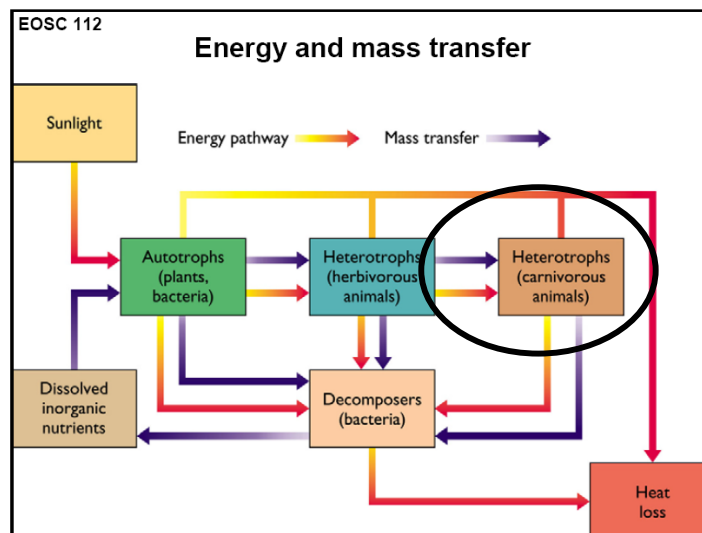 EOSC 112
Energy and mass transfer
Sunlight
Energy pathway
Mass transfer
Autotrophs
(plants,
bacteria)
Heterotrophs
(herbivorous
animals)
Heterotrophs
(carnivorous
animals)
Dissolved
inorganic
nutrients
Decomposers
(bacteria)
Heat
loss